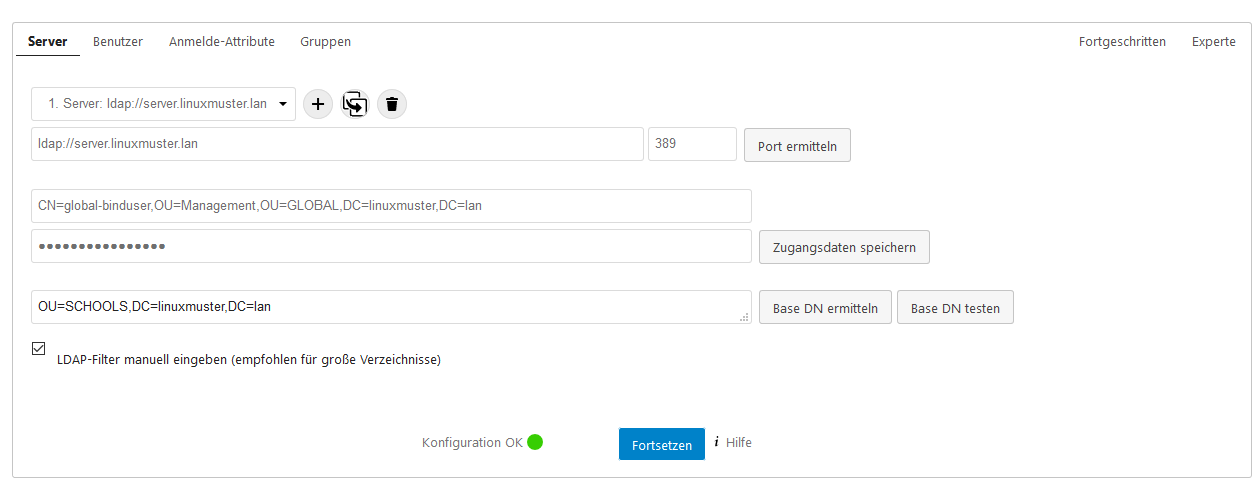 Server Benutzer Anmelde-Attribute Gruppen Fortgeschritten Experte
1. Server: ldap://server.linuxmuster.lan
ldap://server.linuxmuster.lan 389 Port ermitteln
CN=global-binduser,OU=Management,OU=GLOBAL,DC=linuxmuster,DC=lan
●●●●●●●●●●●●●●●● Zugangsdaten speichern
OU=SCHOOLS,DC=linuxmuster,DC=lan Base DN ermitteln Base DN testen
LDAP-Filter manuell eingeben (empfohlen für große Verzeichnisse)
Konfiguration OK Fortsetzen i Hilfe